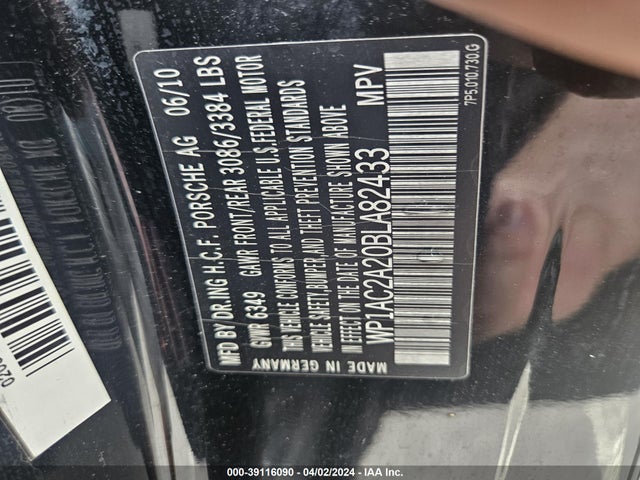 MFD BY DR.ING H.C.F. PORSCHE AG 06/10
GVWR 6349 GAWR FRONT/REAR 3086/3384 LBS
THIS VEHICLE CONFORMS TO ALL APPLICABLE U.S. FEDERAL MOTOR
VEHICLE SAFETY, BUMPER, AND THEFT PREVENTION STANDARDS
IN EFFECT ON THE DATE OF MANUFACTURE SHOWN ABOVE
WP1AC2A20BLA82433 MPV
MADE IN GERMANY
7P5.010.730.G
000-39116090 - 04/02/2024 - IAA Inc.